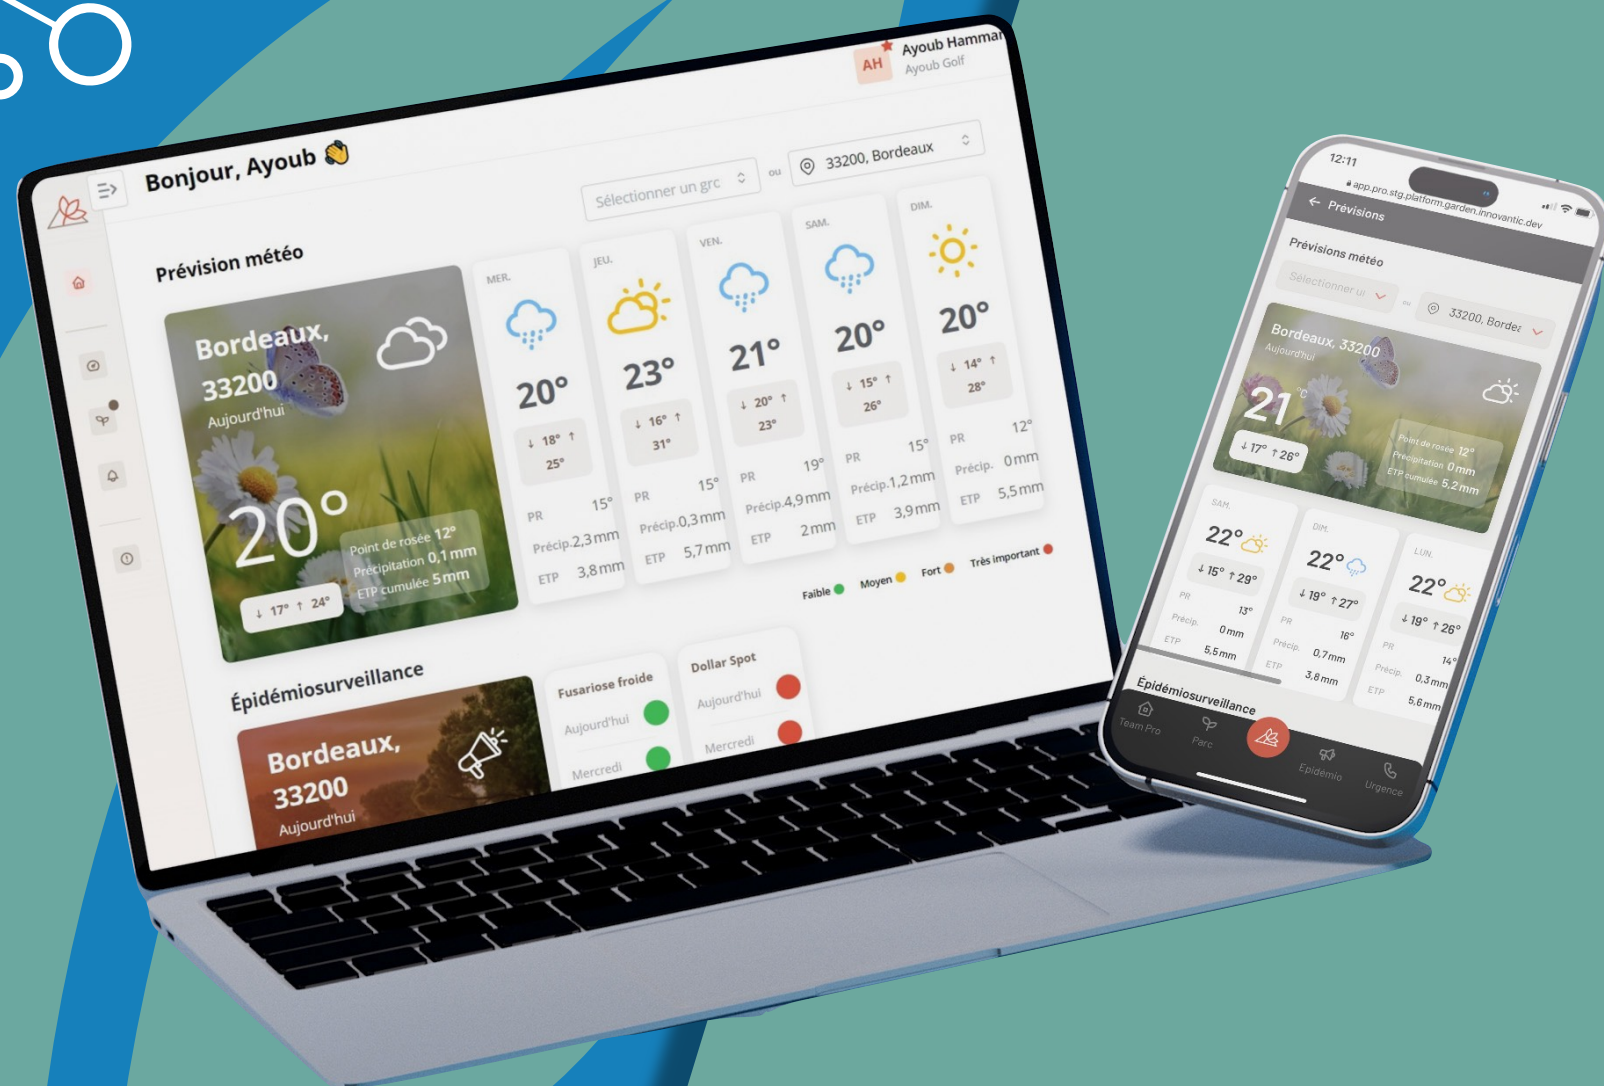 Ayoub Hammar
AH
Ayoub Golf
Bonjour, Ayoub 👋
Sélectionner un grc
ou
33200, Bordeaux
Prévision météo
Bordeaux,
33200
Aujourd'hui
20°
Point de rosée 12°
Précipitation 0,1 mm
ETP cumulée 5 mm
↓ 17° ↑ 24°
MER.
20°
↓ 18° ↑
25°
PR 15°
Précip. 2,3 mm
ETP 3,8 mm
JEU.
23°
↓ 16° ↑
31°
PR 15°
Précip. 0,3 mm
ETP 5,7 mm
VEN.
21°
↓ 20° ↑
23°
PR 19°
Précip. 4,9 mm
ETP 2 mm
SAM.
20°
↓ 15° ↑
26°
PR 15°
Précip. 1,2 mm
ETP 3,9 mm
DIM.
20°
↓ 14° ↑
28°
PR 12°
Précip. 0 mm
ETP 5,5 mm
Faible Moyen Fort Très important
Épidémiosurveillance
Bordeaux,
33200
Aujourd'hui
Fusariose froide
Aujourd'hui
Mercredi
Dollar Spot
Aujourd'hui
Mercredi
12:11
app.pro.stg.platform.garden.innovantic.dev
← Prévisions
Prévisions météo
Sélectionner ur
ou
33200, Bordea
Bordeaux, 33200
Aujourd'hui
21 °C
↓ 17° ↑ 26°
Point de rosée 12°
Précipitation 0 mm
ETP cumulée 5,2 mm
SAM.
22°
↓ 15° ↑ 29°
PR 13°
Précip. 0 mm
ETP 5,5 mm
DIM.
22°
↓ 19° ↑ 27°
PR 16°
Précip. 0,7 mm
ETP 3,8 mm
LUN.
22°
↓ 19° ↑ 26°
PR 14°
Précip. 0,3 mm
ETP 5,6 mm
Épidémiosurveillance
Team Pro
Parc
Epidémio
Urgence